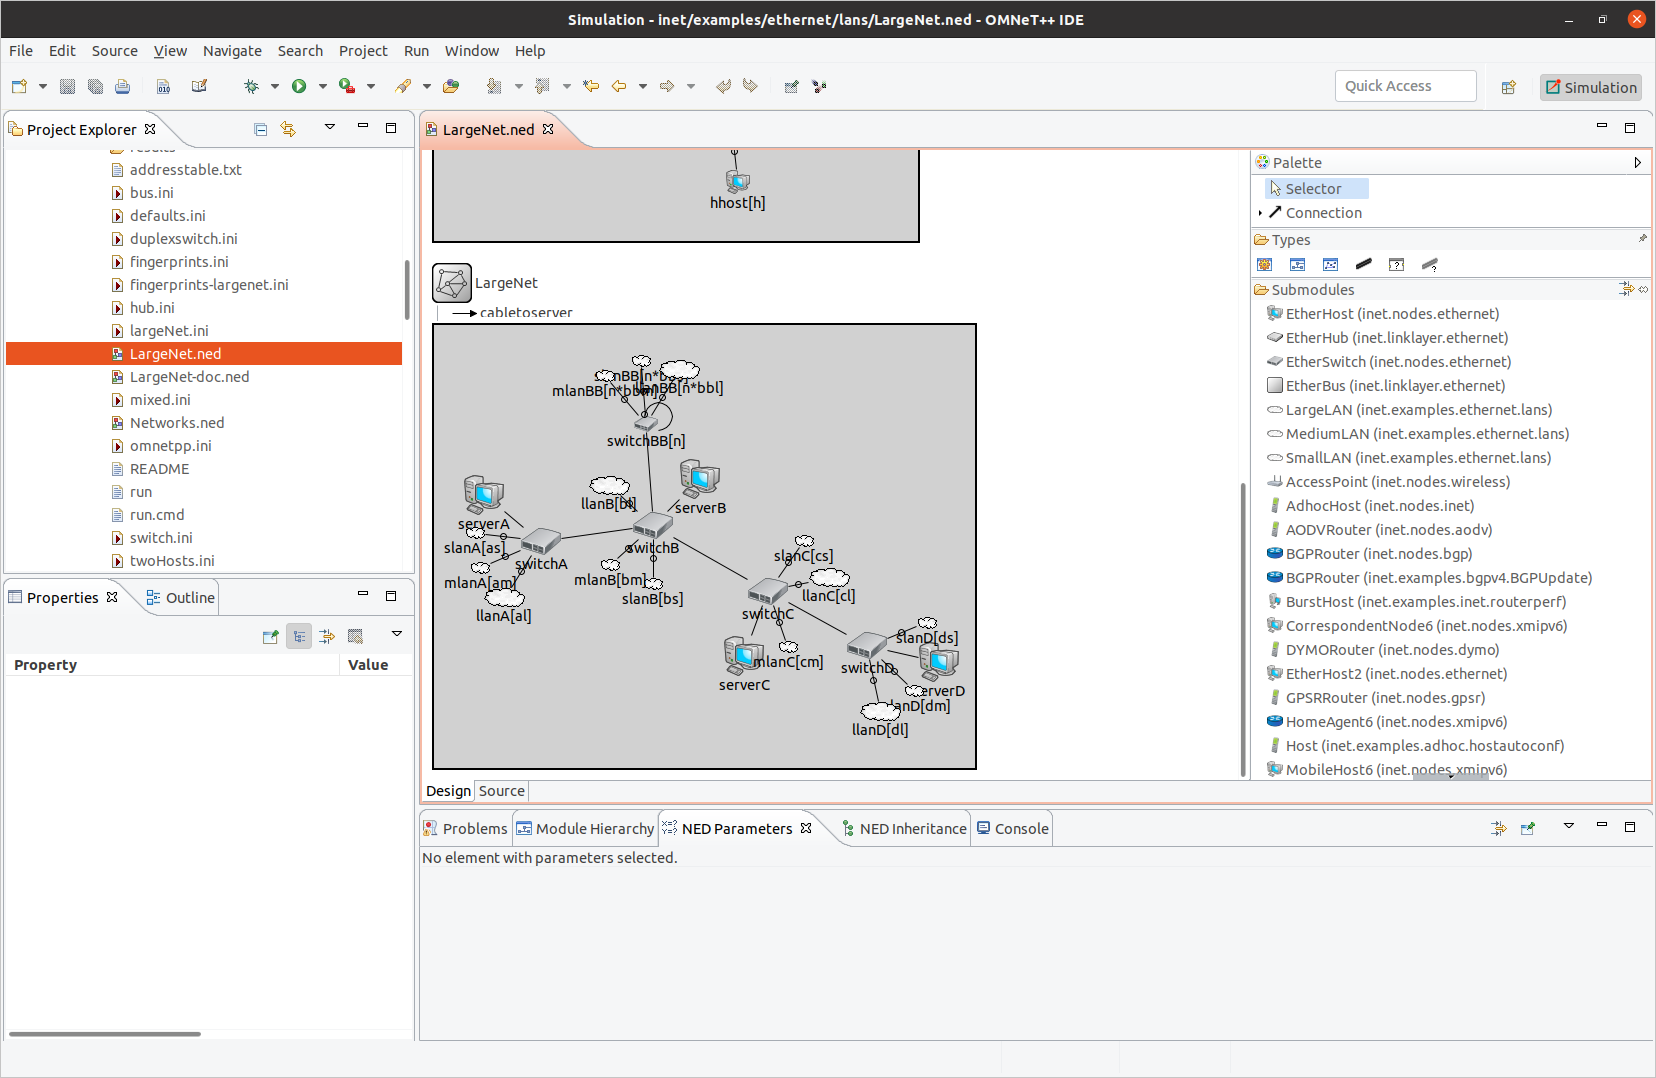 Simulation - inet/examples/ethernet/lans/LargeNet.ned - OMNeT++ IDE
File Edit Source View Navigate Search Project Run Window Help
010
Quick Access
Simulation
Project Explorer
results
addresstable.txt
bus.ini
defaults.ini
duplexswitch.ini
fingerprints.ini
fingerprints-largenet.ini
hub.ini
largeNet.ini
LargeNet.ned
LargeNet-doc.ned
mixed.ini
Networks.ned
omnetpp.ini
README
run
run.cmd
switch.ini
twoHosts.ini
Properties
Outline
Property Value
LargeNet.ned
hhost[h]
LargeNet
cabletoserver
mlanBB[n*bbm]
switchBB[n]
serverA
llanB[bl]
serverB
slanA[as]
switchA
switchB
mlanA[am]
mlanB[bm]
slanB[bs]
llanA[al]
slanC[cs]
llanC[cl]
switchC
mlanC[cm]
serverC
slanD[ds]
switchD
serverD
llanD[dl]
Design Source
Palette
Selector
Connection
Types
Submodules
EtherHost (inet.nodes.ethernet)
EtherHub (inet.linklayer.ethernet)
EtherSwitch (inet.nodes.ethernet)
EtherBus (inet.linklayer.ethernet)
LargeLAN (inet.examples.ethernet.lans)
MediumLAN (inet.examples.ethernet.lans)
SmallLAN (inet.examples.ethernet.lans)
AccessPoint (inet.nodes.wireless)
AdhocHost (inet.nodes.inet)
AODVRouter (inet.nodes.aodv)
BGPRouter (inet.nodes.bgp)
BGPRouter (inet.examples.bgpv4.BGPUpdate)
BurstHost (inet.examples.inet.routerperf)
CorrespondentNode6 (inet.nodes.xmipv6)
DYMORouter (inet.nodes.dymo)
EtherHost2 (inet.nodes.ethernet)
GPSRRouter (inet.nodes.gpsr)
HomeAgent6 (inet.nodes.xmipv6)
Host (inet.examples.adhoc.hostautoconf)
MobileHost6 (inet.nodes.xmipv6)
Problems
Module Hierarchy
NED Parameters
NED Inheritance
Console
No element with parameters selected.